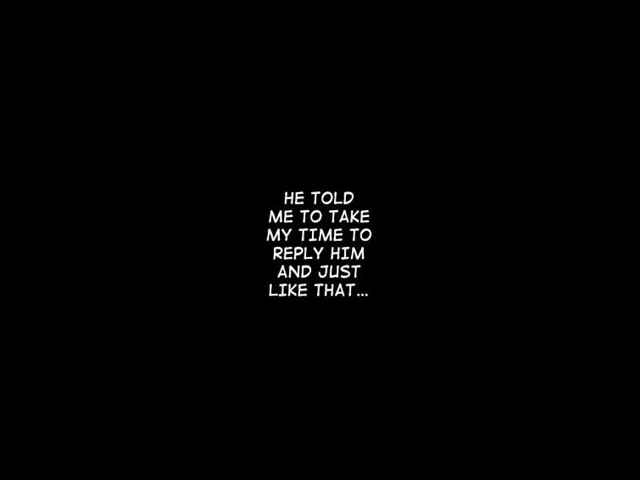 HE TOLD
ME TO TAKE
MY TIME TO
REPLY HIM
AND JUST
LIKE THAT...